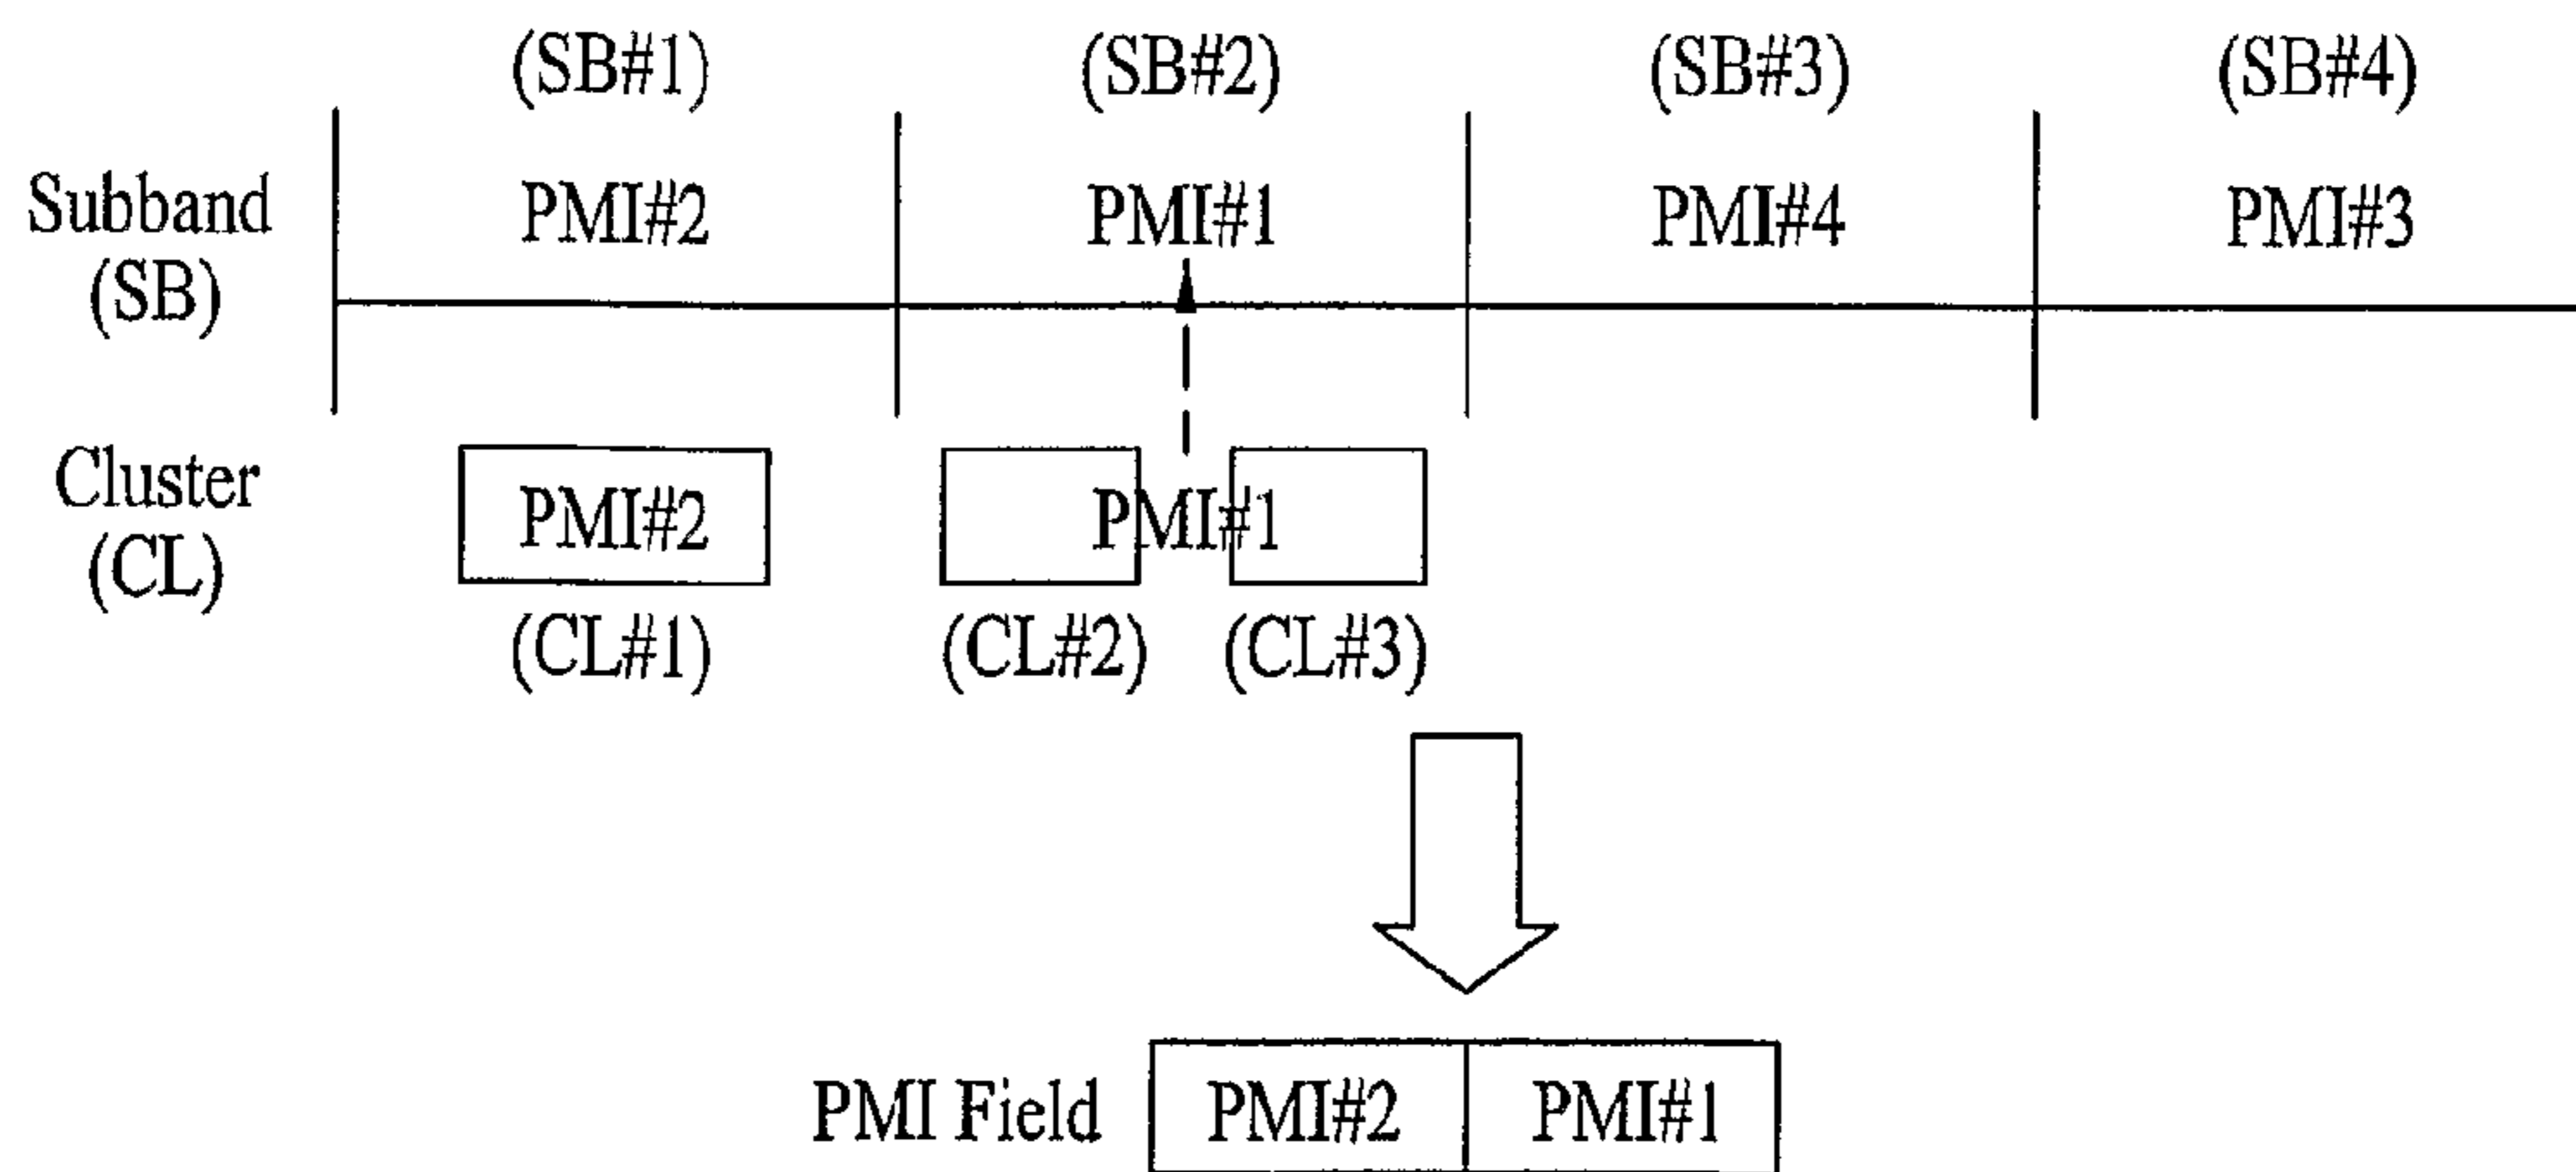 (SB#1) (SB#2) (SB#3) (SB#4)
Subband
(SB)
PMI#2 PMI#1 PMI#4 PMI#3
Cluster
(CL)
PMI#2 PMI#1
(CL#1) (CL#2) (CL#3)
PMI Field PMI#2 PMI#1